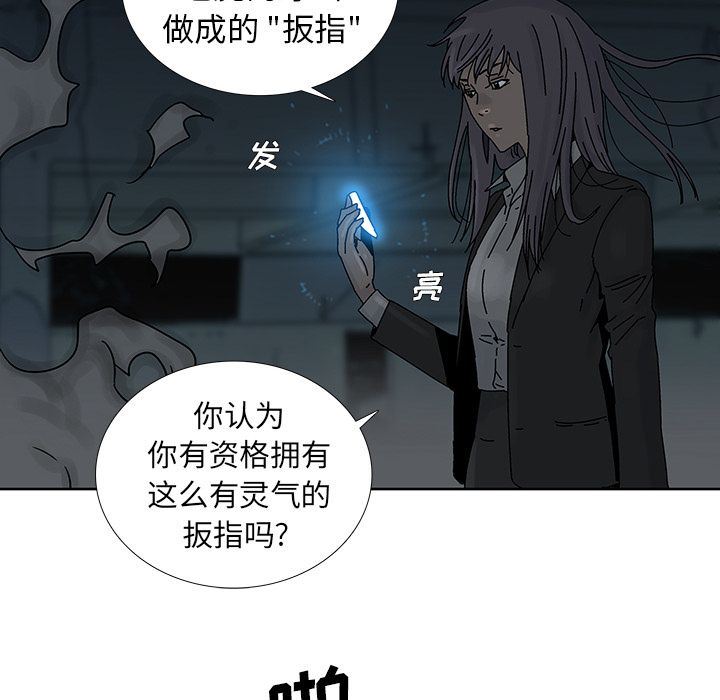 做成的 "扳指"
发
亮
你认为
你有资格拥有
这么有灵气的
扳指吗?
啪